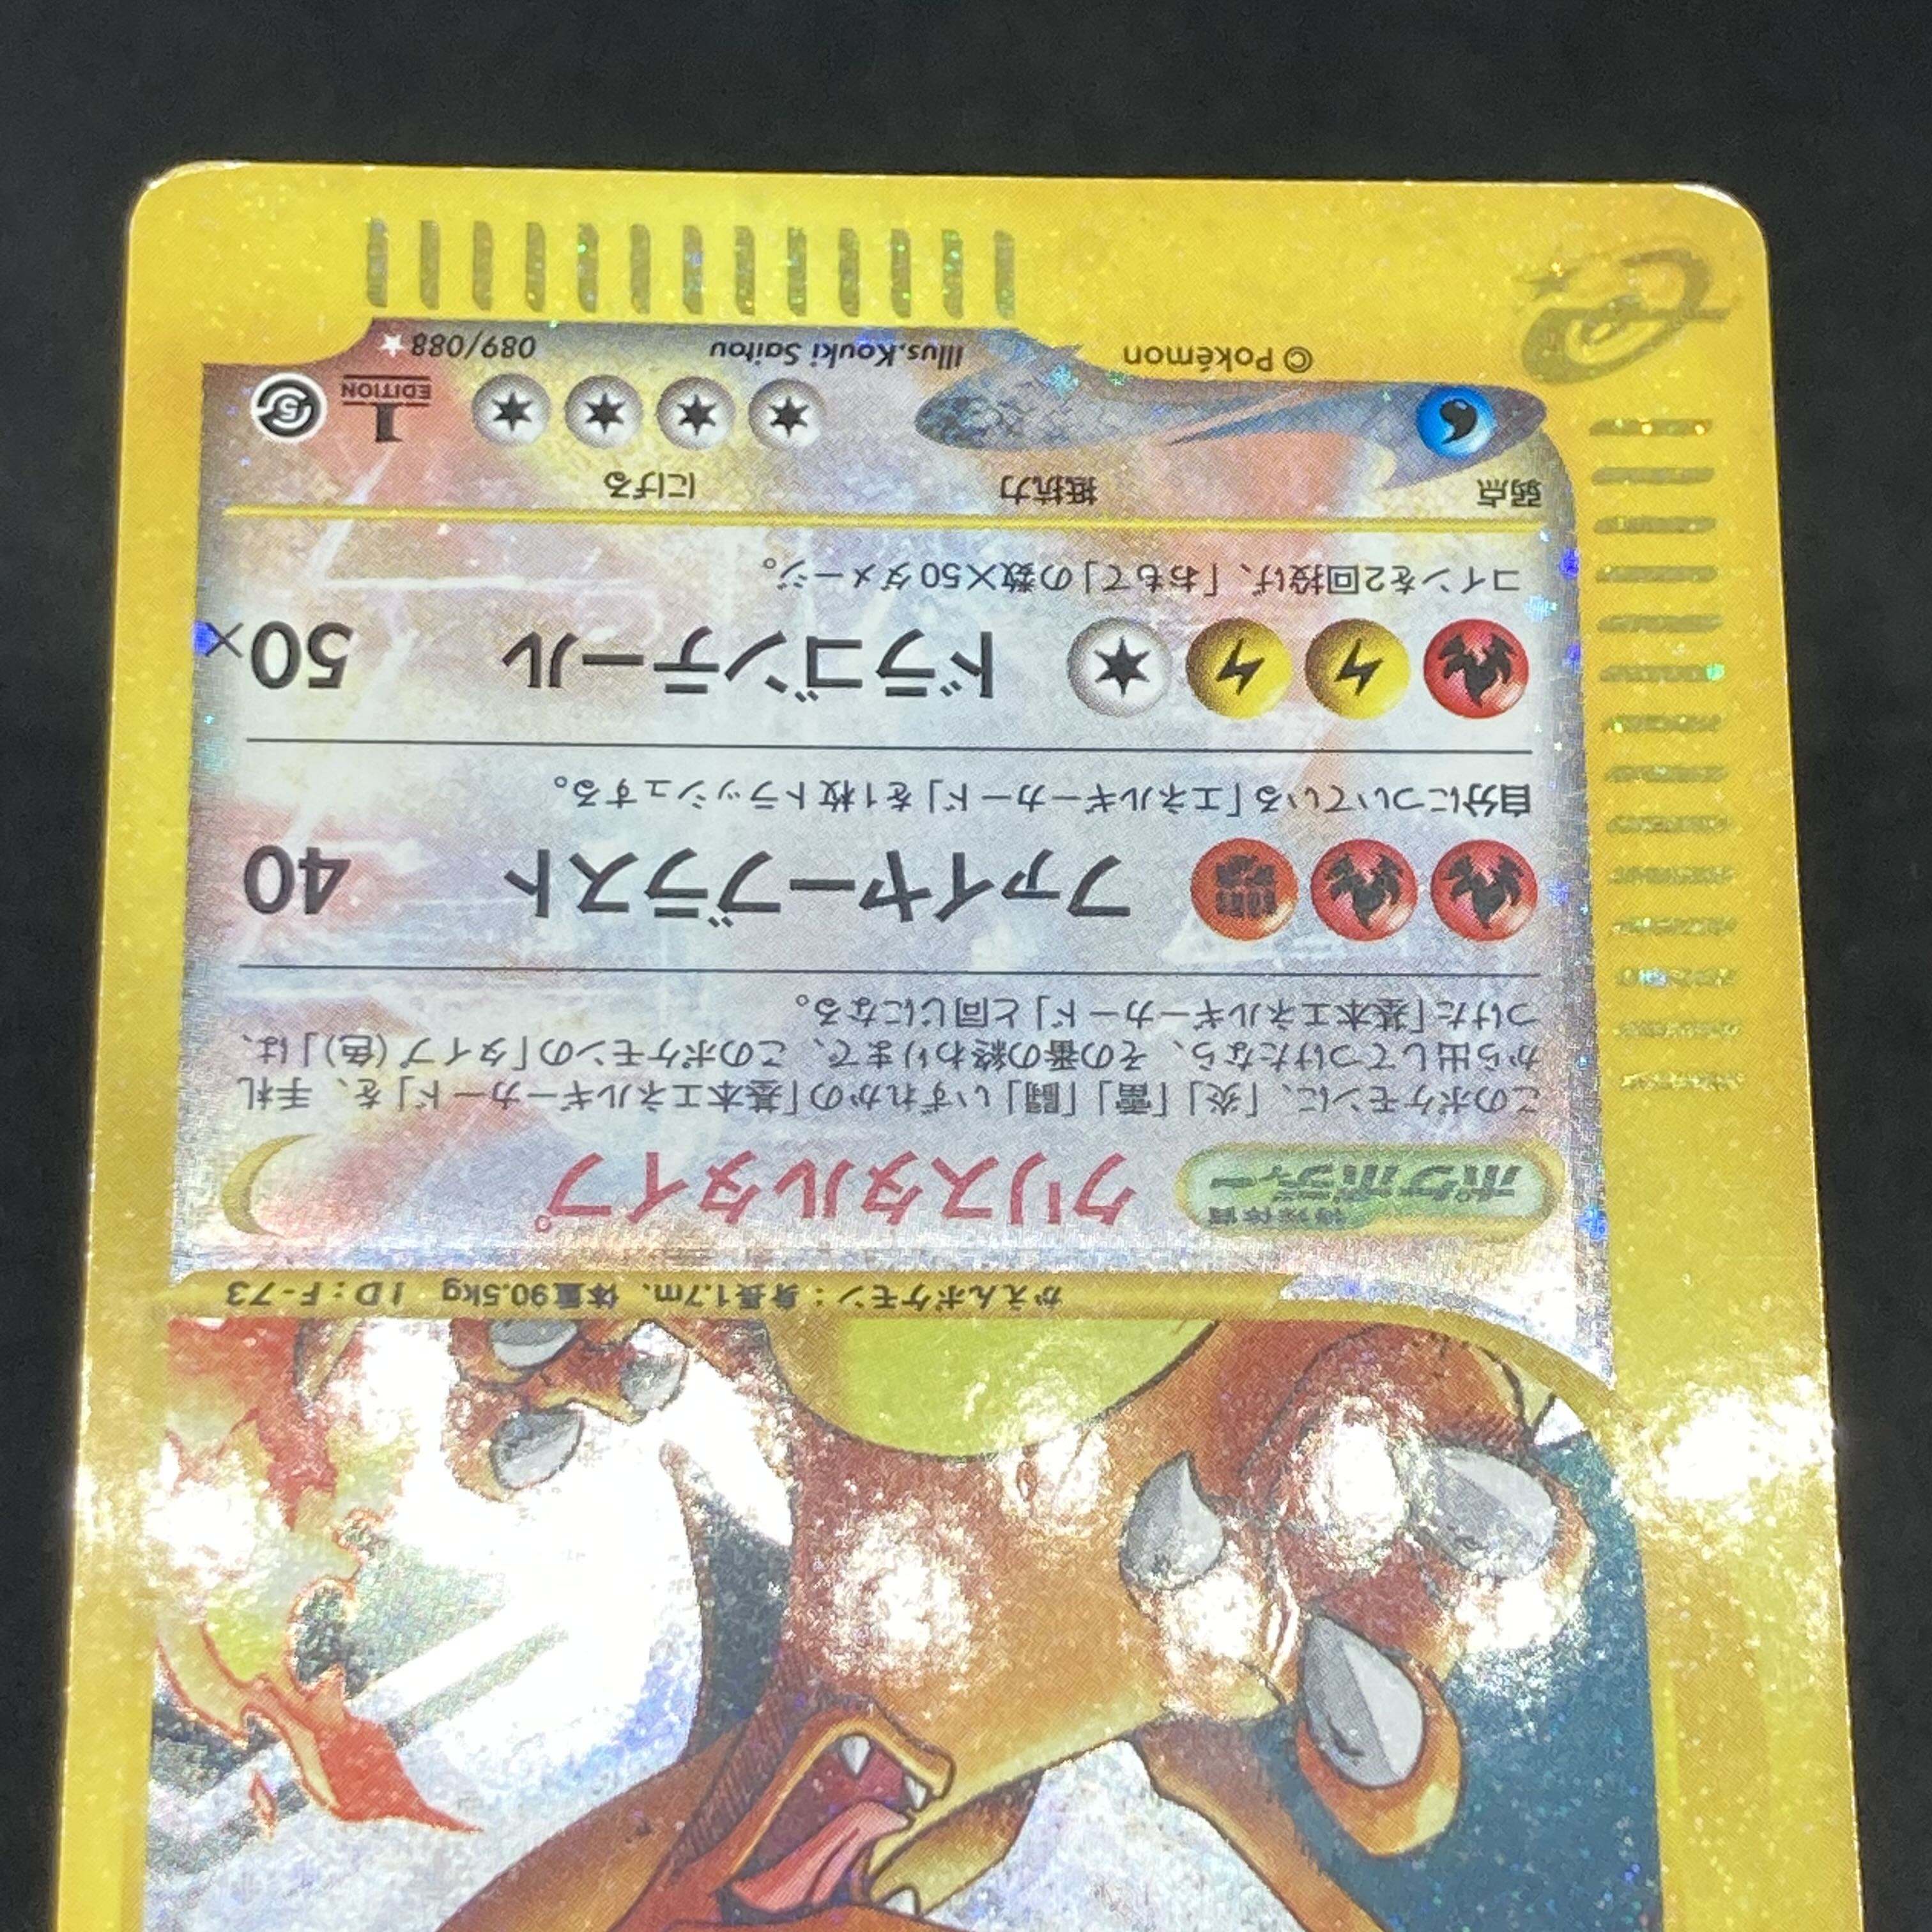 かえんポケモン：身長1.7m、体重90.5kg　ID：F-73
特殊体質
ポケボディー
クリスタルタイプ
このポケモンに、「炎」「雷」「闘」いずれかの「基本エネルギーカード」を、手札
から出してつけたなら、その番の終わりまで、このポケモンの「タイプ(色)」は、
つけた「基本エネルギーカード」と同じになる。
ファイヤーブラスト 40
自分についている「エネルギーカード」を1枚トラッシュする。
ドラゴンテール 50×
コインを2回投げ、「おもて」の数×50ダメージ。
弱点 抵抗力 にげる
1 EDITION
© Pokémon Illus.Kouki Saitou 089/088 ★